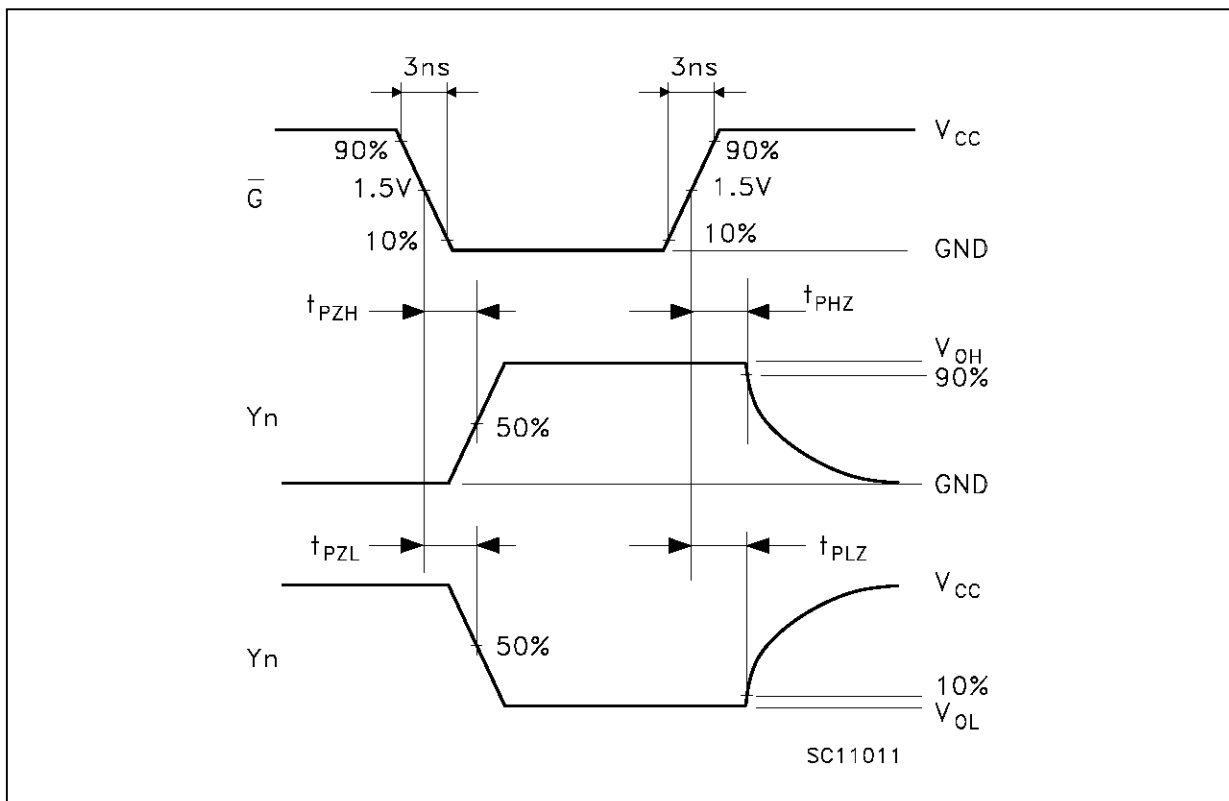 3ns 3ns
V_CC
90% 90%
G̅ 1.5V 1.5V
10% 10%
GND
t_PZH t_PHZ
V_OH
90%
Yn 50%
GND
t_PZL t_PLZ
V_CC
Yn 50%
10%
V_OL
SC11011